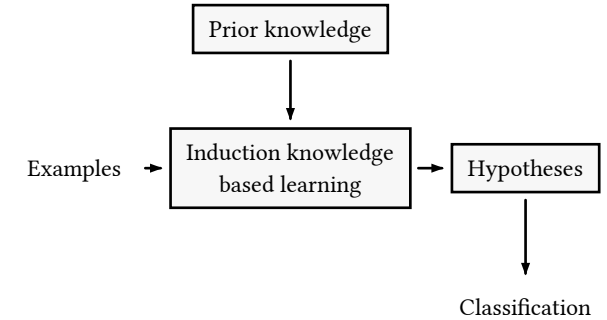 Prior knowledge
Examples
Induction knowledge
based learning
Hypotheses
Classification